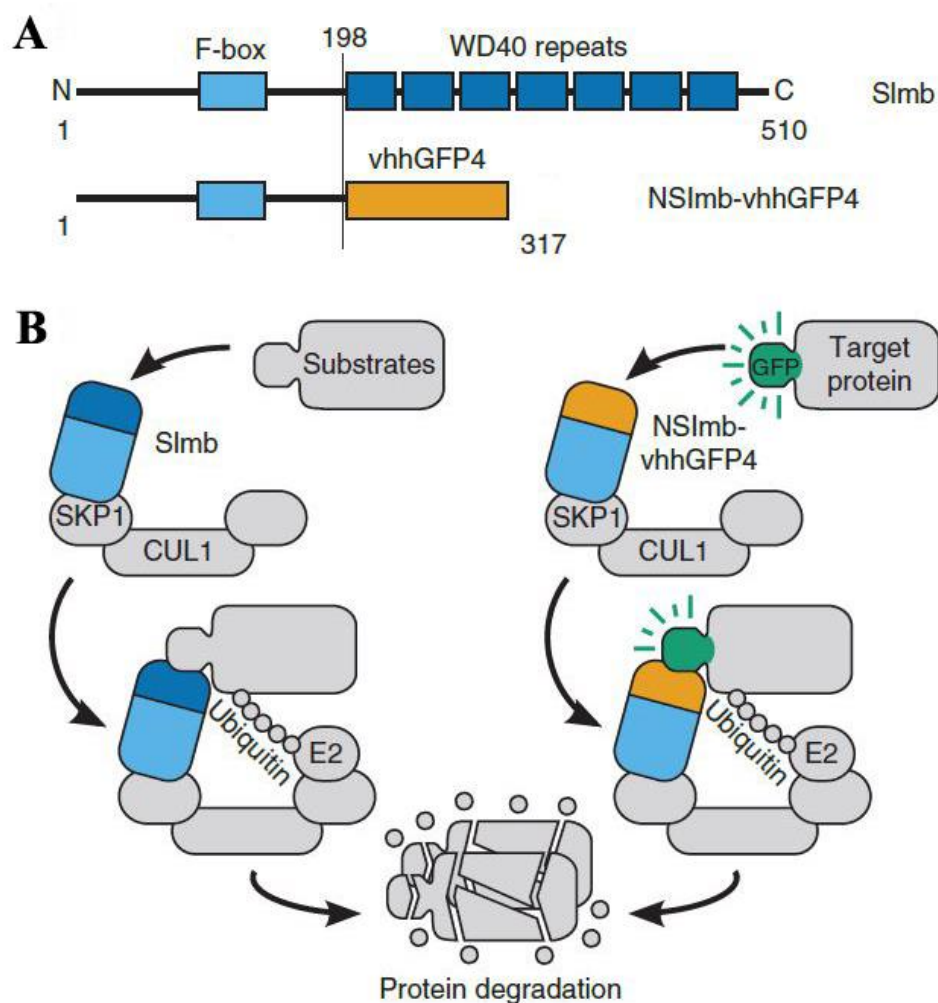 A
F-box
198
WD40 repeats
N
C
Slmb
1
510
vhhGFP4
NSlmb-vhhGFP4
1
317
B
Substrates
Slmb
SKP1
CUL1
Ubiquitin
E2
GFP
Target
protein
NSlmb-
vhhGFP4
SKP1
CUL1
Ubiquitin
E2
Protein degradation